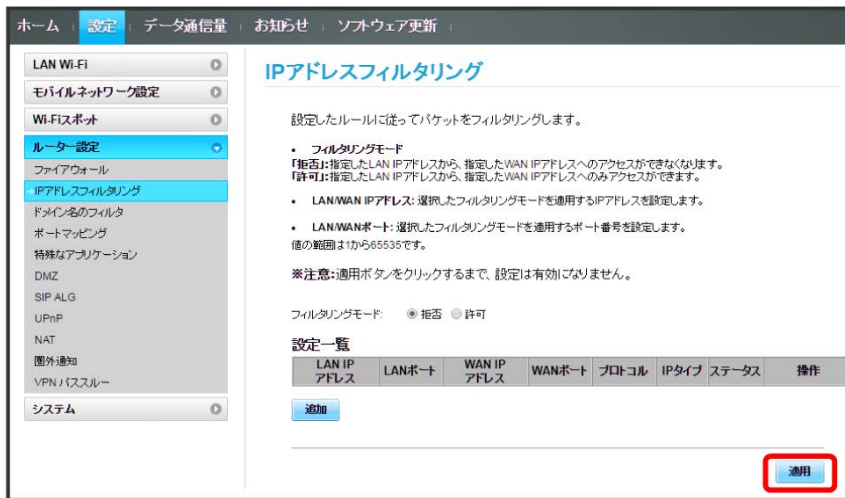 ホーム 設定 データ通信量 お知らせ ソフトウェア更新
LAN Wi-Fi
モバイルネットワーク設定
Wi-Fiスポット
ルーター設定
ファイアウォール
IPアドレスフィルタリング
ドメイン名のフィルタ
ポートマッピング
特殊なアプリケーション
DMZ
SIP ALG
UPnP
NAT
圏外通知
VPN パススルー
システム
IPアドレスフィルタリング
設定したルールに従ってパケットをフィルタリングします。
• フィルタリングモード
「拒否」:指定したLAN IPアドレスから、指定したWAN IPアドレスへのアクセスができなくなります。
「許可」:指定したLAN IPアドレスから、指定したWAN IPアドレスへのみアクセスができます。
• LAN/WAN IPアドレス: 選択したフィルタリングモードを適用するIPアドレスを設定します。
• LAN/WANポート: 選択したフィルタリングモードを適用するポート番号を設定します。
値の範囲は1から65535です。
※注意:適用ボタンをクリックするまで、設定は有効になりません。
フィルタリングモード: 拒否 許可
設定一覧
LAN IP アドレス LANポート WAN IP アドレス WANポート プロトコル IPタイプ ステータス 操作
追加
適用